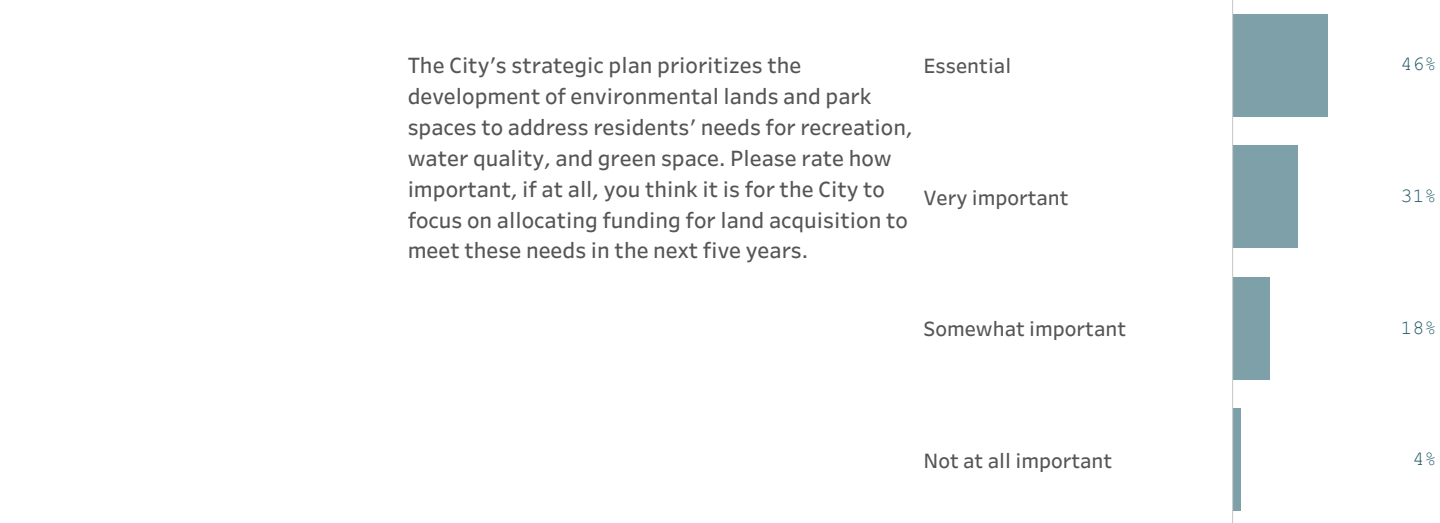 The City’s strategic plan prioritizes the
development of environmental lands and park
spaces to address residents’ needs for recreation,
water quality, and green space. Please rate how
important, if at all, you think it is for the City to
focus on allocating funding for land acquisition to
meet these needs in the next five years.
Essential 46%
Very important 31%
Somewhat important 18%
Not at all important 4%